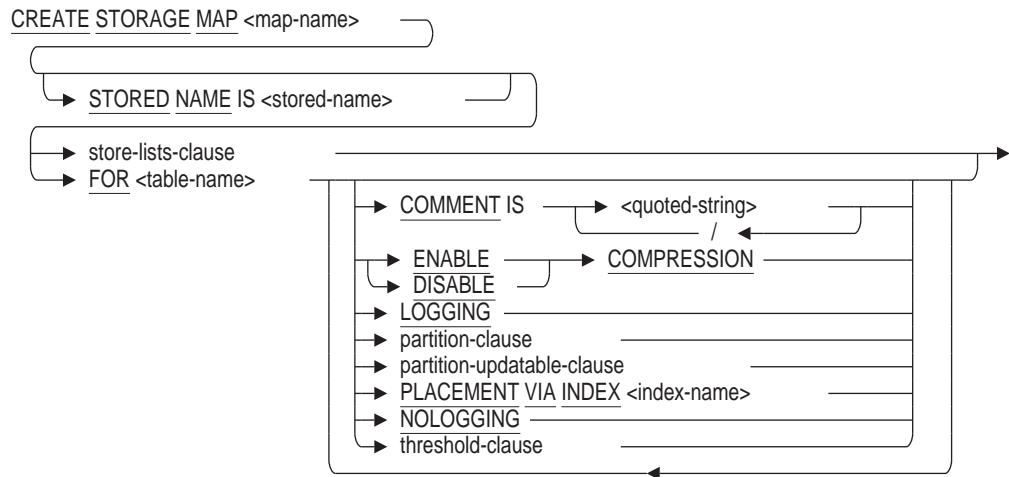 CREATE STORAGE MAP <map-name>
STORED NAME IS <stored-name>
store-lists-clause
FOR <table-name>
COMMENT IS <quoted-string>
/
ENABLE COMPRESSION
DISABLE
LOGGING
partition-clause
partition-updatable-clause
PLACEMENT VIA INDEX <index-name>
NOLOGGING
threshold-clause